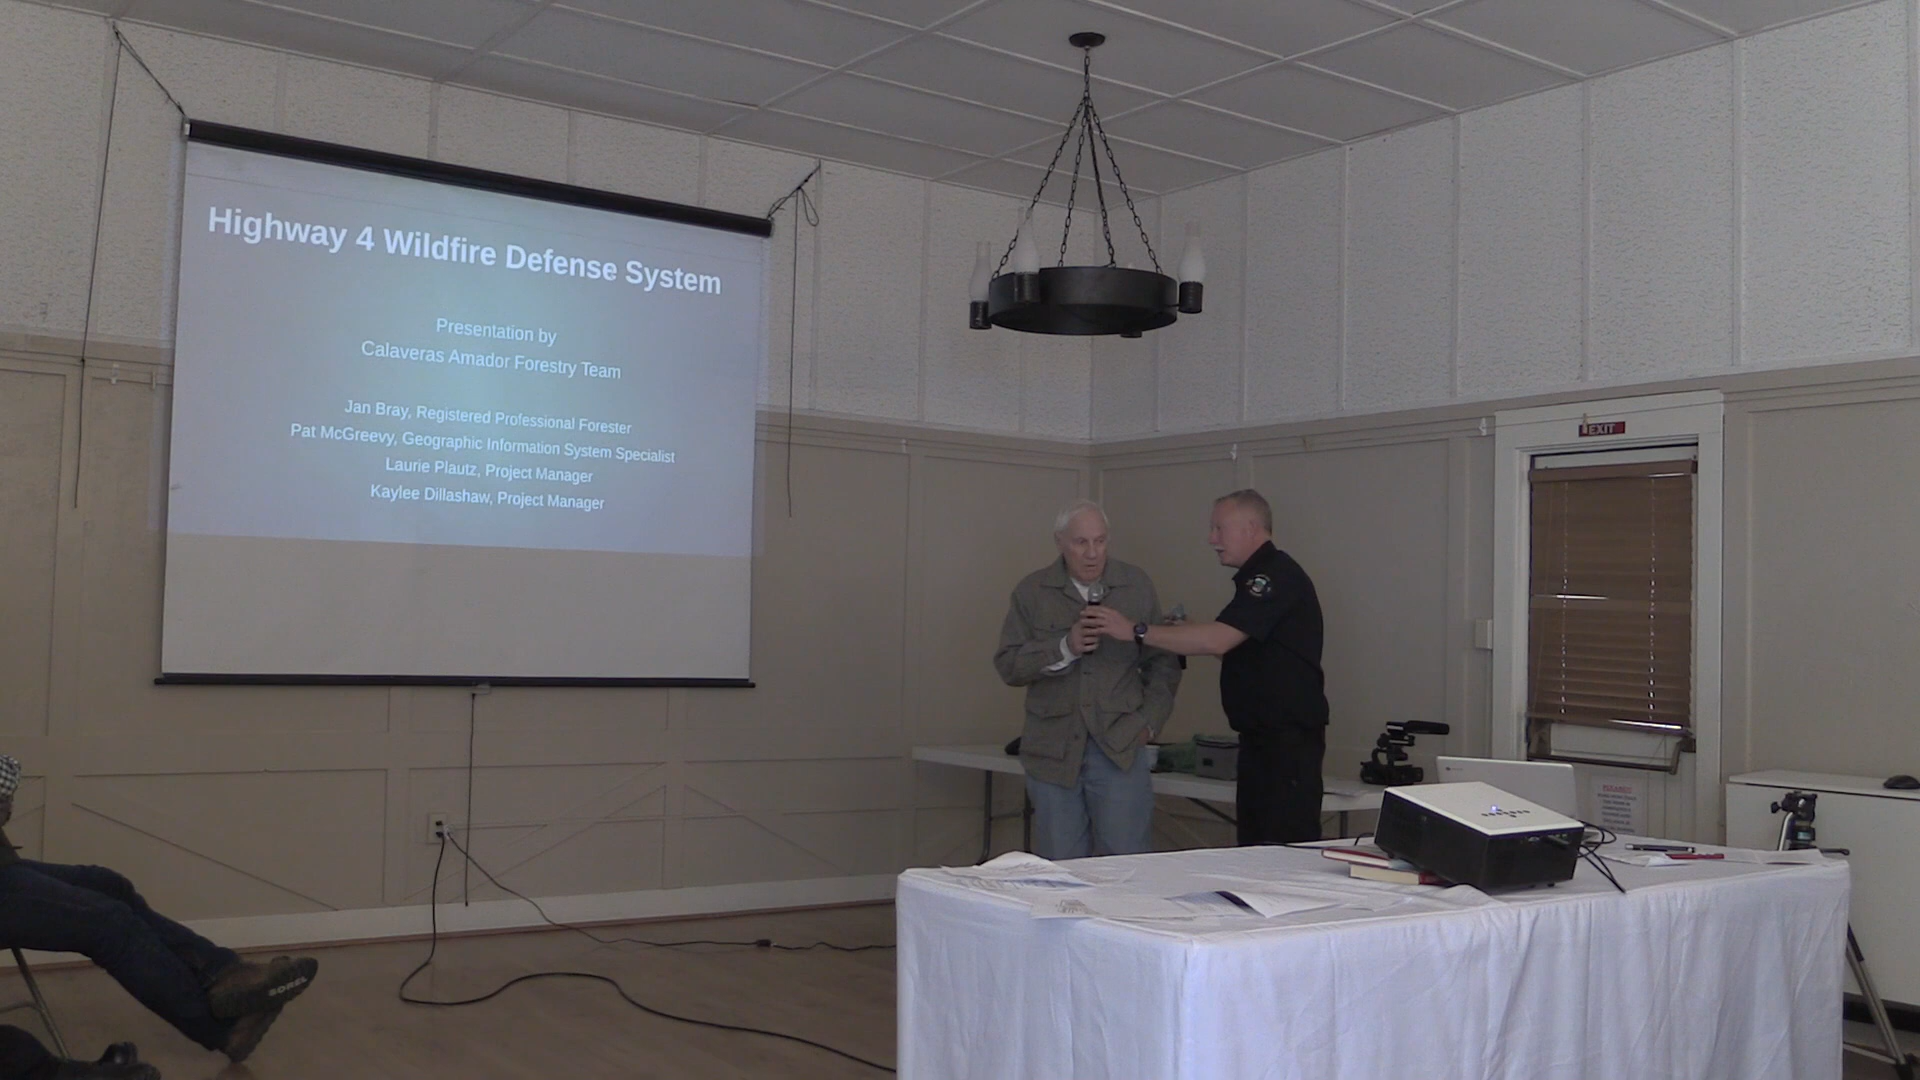 Highway 4 Wildfire Defense System
Presentation by
Calaveras Amador Forestry Team
Jan Bray, Registered Professional Forester
Pat McGreevy, Geographic Information System Specialist
Laurie Plautz, Project Manager
Kaylee Dillashaw, Project Manager
EXIT
SOREL